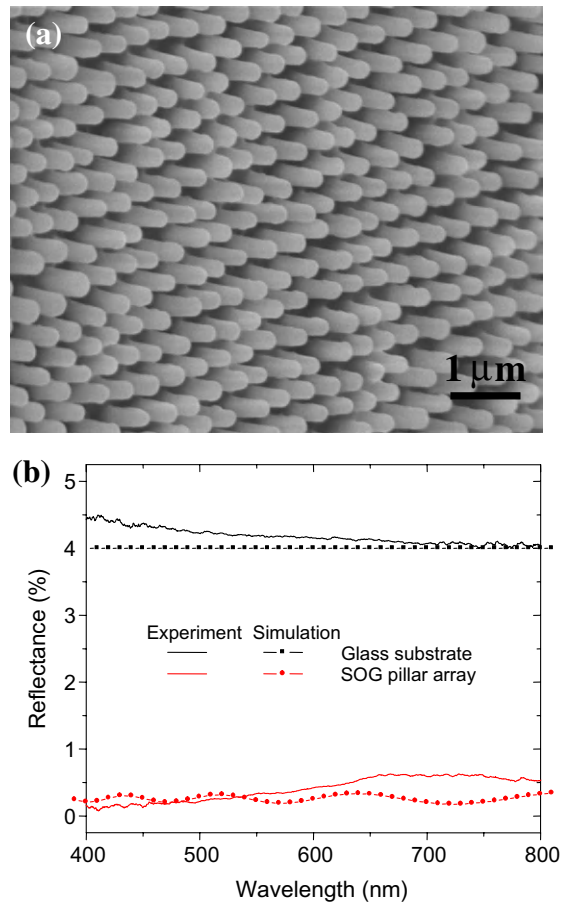 (a)
1 μm
(b)
5
4
3
2
1
0
Reflectance (%)
Experiment Simulation
Glass substrate
SOG pillar array
400 500 600 700 800
Wavelength (nm)